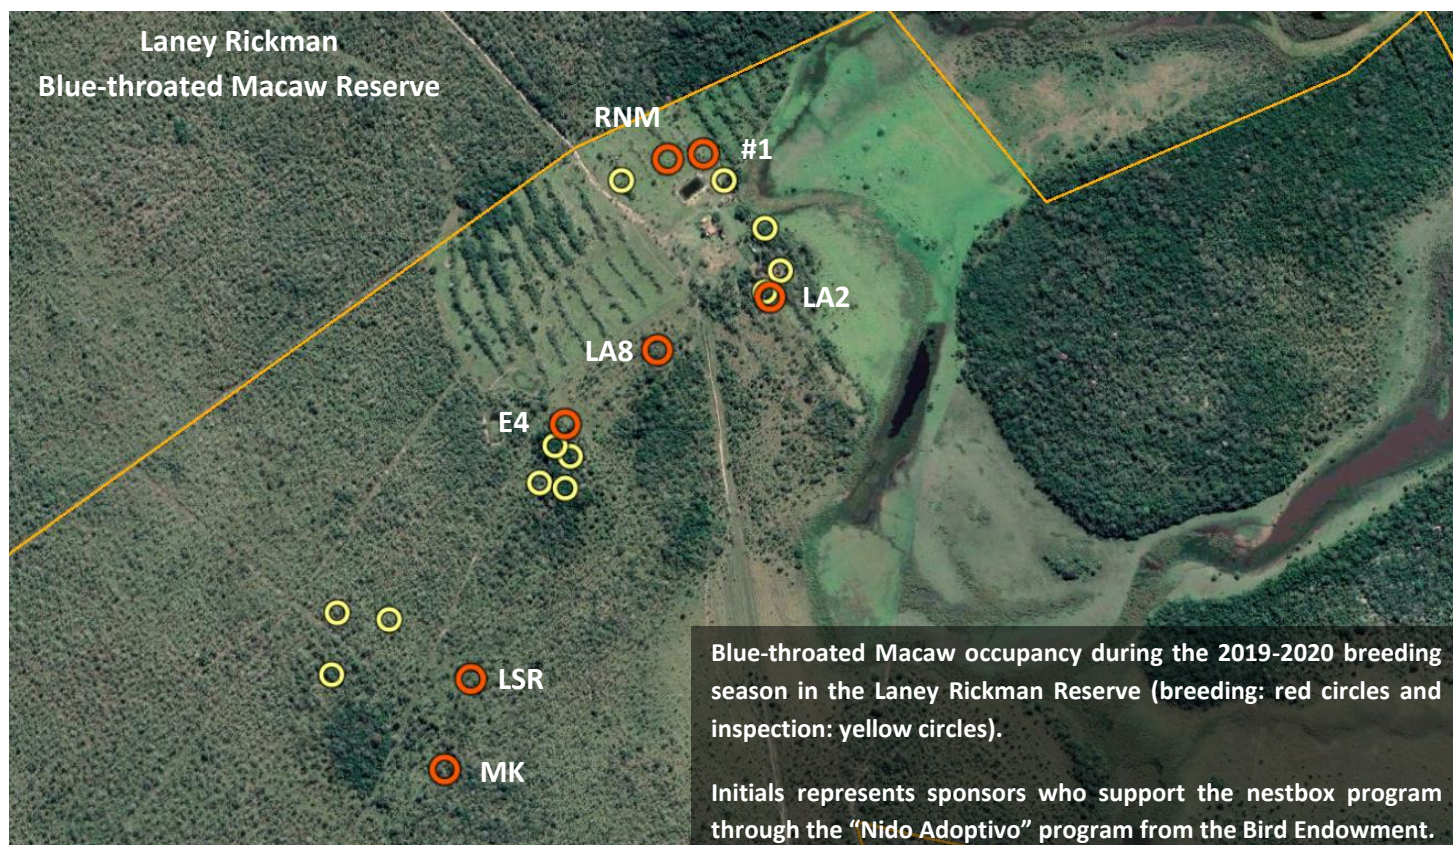 Laney Rickman
Blue-throated Macaw Reserve
RNM
#1
LA2
LA8
E4
LSR
MK
Blue-throated Macaw occupancy during the 2019-2020 breeding
season in the Laney Rickman Reserve (breeding: red circles and
inspection: yellow circles).
Initials represents sponsors who support the nestbox program
through the “Nido Adoptivo” program from the Bird Endowment.